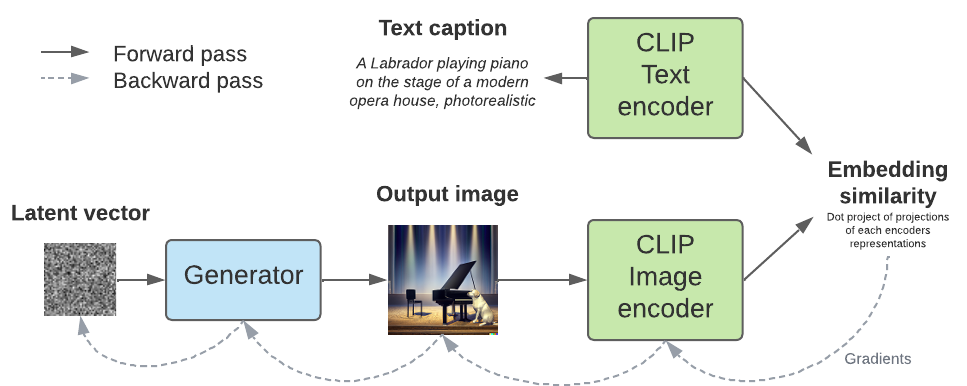 Forward pass
Backward pass
Text caption
A Labrador playing piano
on the stage of a modern
opera house, photorealistic
CLIP
Text
encoder
Embedding
similarity
Dot project of projections
of each encoders
representations
Latent vector
Generator
Output image
CLIP
Image
encoder
Gradients